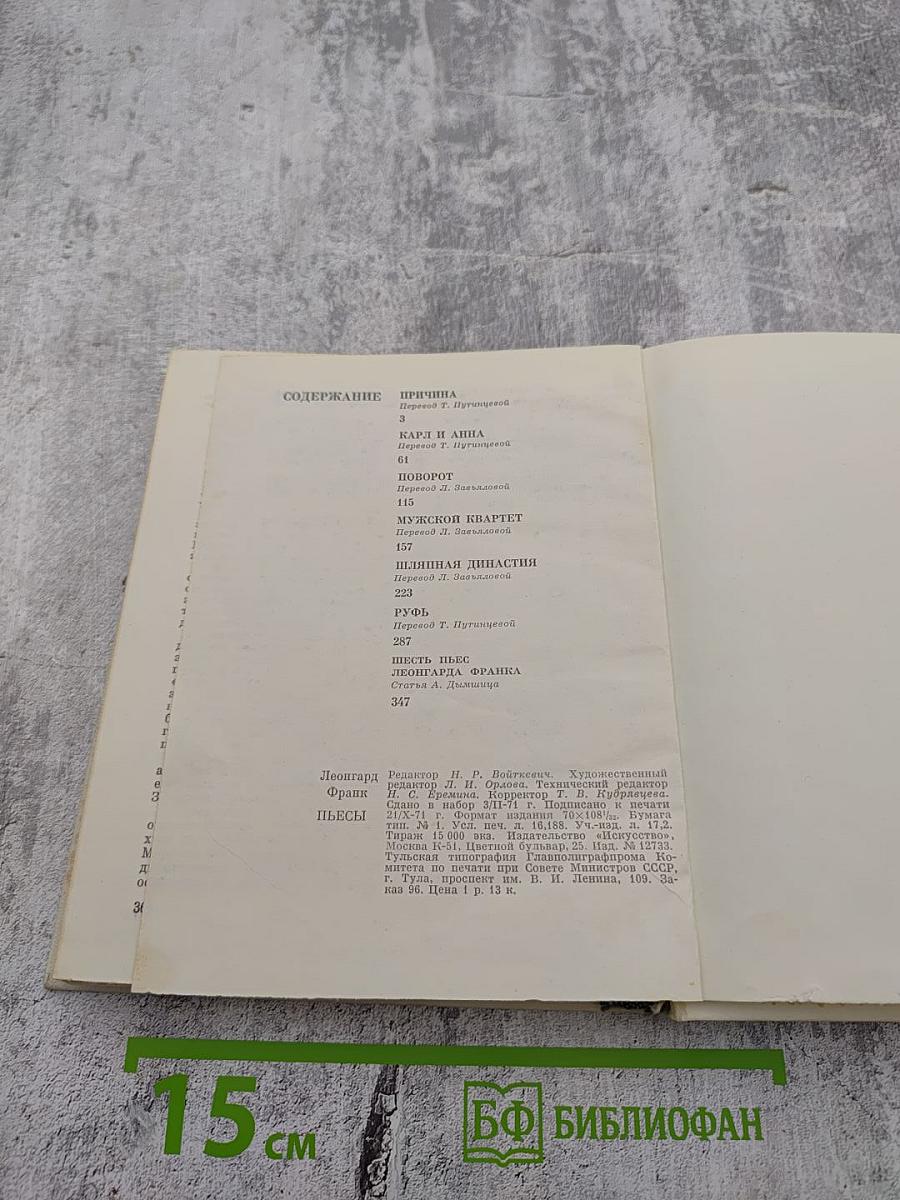 СОДЕРЖАНИЕ
ПРИЧИНА
Перевод Т. Путинцевой
3
КАРЛ И АННА
Перевод Т. Путинцевой
61
ПОВОРОТ
Перевод Л. Завьяловой
115
МУЖСКОЙ КВАРТЕТ
Перевод Л. Завьяловой
157
ШЛЯПНАЯ ДИНАСТИЯ
Перевод Л. Завьяловой
223
РУФЬ
Перевод Т. Путинцевой
287
ШЕСТЬ ПЬЕС
ЛЕОНГАРДА ФРАНКА
Статья А. Дымшица
347
Леонгард
Франк
ПЬЕСЫ
Редактор Н. Р. Войткевич. Художественный
редактор Л. И. Орлова. Технический редактор
Н. С. Еремина. Корректор Т. В. Кудрявцева.
Сдано в набор 3/II-71 г. Подписано к печати
21/X-71 г. Формат издания 70×108¹/₃₂. Бумага
тип. № 1. Усл. печ. л. 16,188. Уч.-изд. л. 17,2.
Тираж 15 000 экз. Издательство «Искусство»,
Москва К-51, Цветной бульвар, 25. Изд. № 12733.
Тульская типография Главполиграфпрома Ко-
митета по печати при Совете Министров СССР,
г. Тула, проспект им. В. И. Ленина, 109. За-
каз 96. Цена 1 р. 13 к.
15 см
БФ БИБЛИОФАН